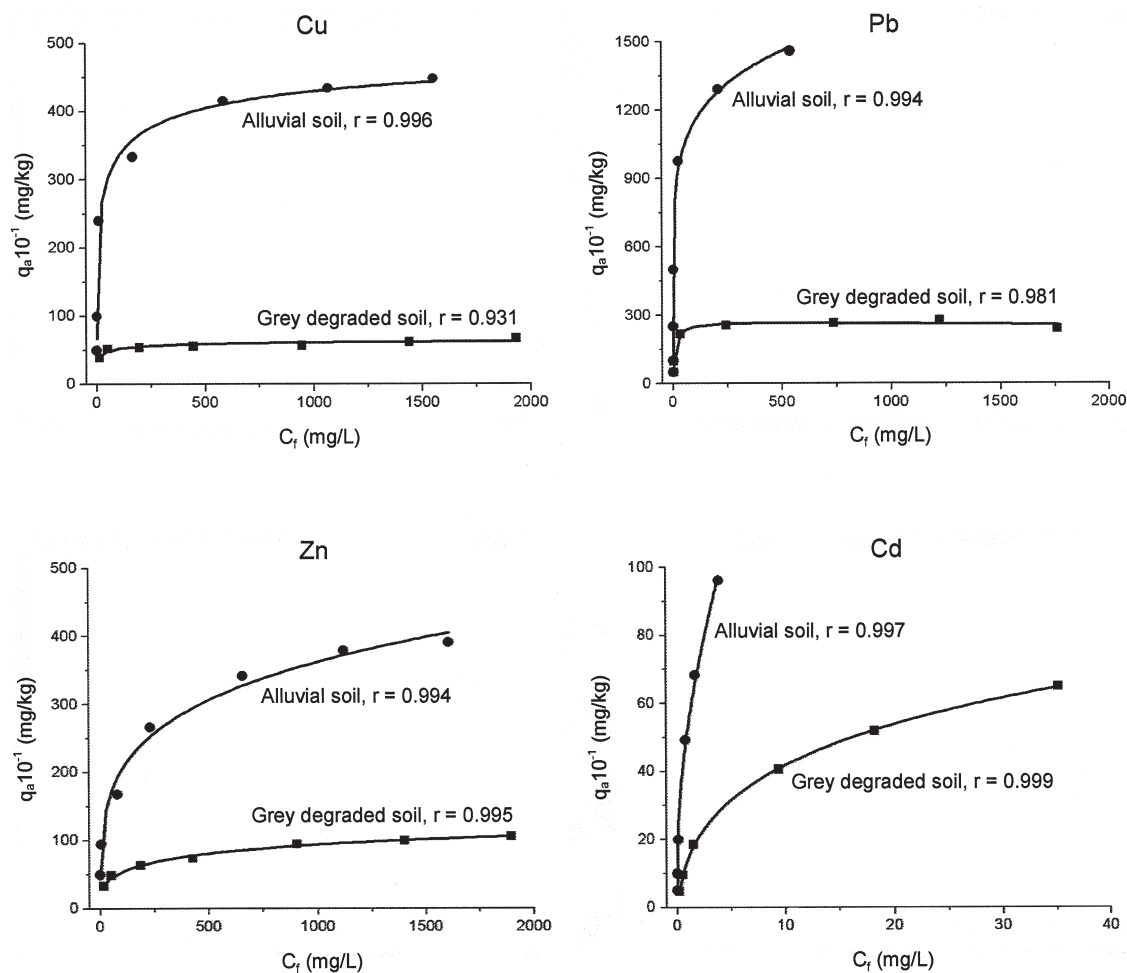 Cu
500
400
300
200
100
0
qₐ10⁻¹ (mg/kg)
Alluvial soil, r = 0.996
Grey degraded soil, r = 0.931
0 500 1000 1500 2000
C_f (mg/L)
Pb
1500
1200
900
600
300
0
qₐ10⁻¹ (mg/kg)
Alluvial soil, r = 0.994
Grey degraded soil, r = 0.981
0 500 1000 1500 2000
C_f (mg/L)
Zn
500
400
300
200
100
0
qₐ10⁻¹ (mg/kg)
Alluvial soil, r = 0.994
Grey degraded soil, r = 0.995
0 500 1000 1500 2000
C_f (mg/L)
Cd
100
80
60
40
20
0
qₐ10⁻¹ (mg/kg)
Alluvial soil, r = 0.997
Grey degraded soil, r = 0.999
0 10 20 30 40
C_f (mg/L)